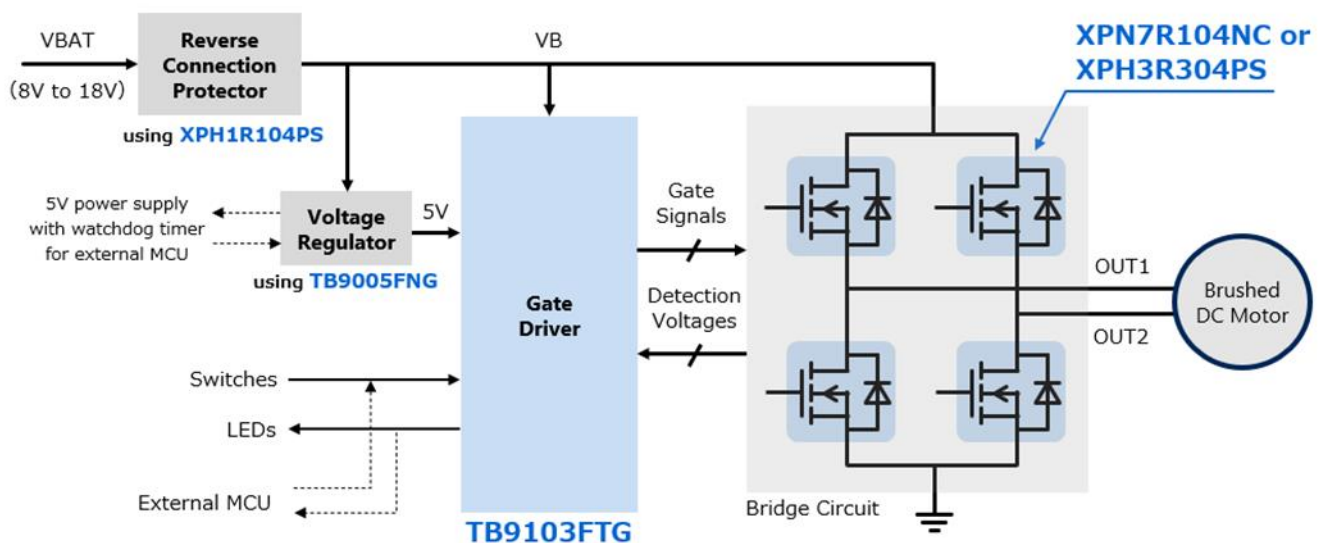 VBAT
(8V to 18V)
Reverse
Connection
Protector
using XPH1R104PS
VB
XPN7R104NC or
XPH3R304PS
5V power supply
with watchdog timer
for external MCU
Voltage
Regulator
using TB9005FNG
5V
Gate
Driver
TB9103FTG
Gate
Signals
Detection
Voltages
Switches
LEDs
External MCU
OUT1
OUT2
Brushed
DC Motor
Bridge Circuit